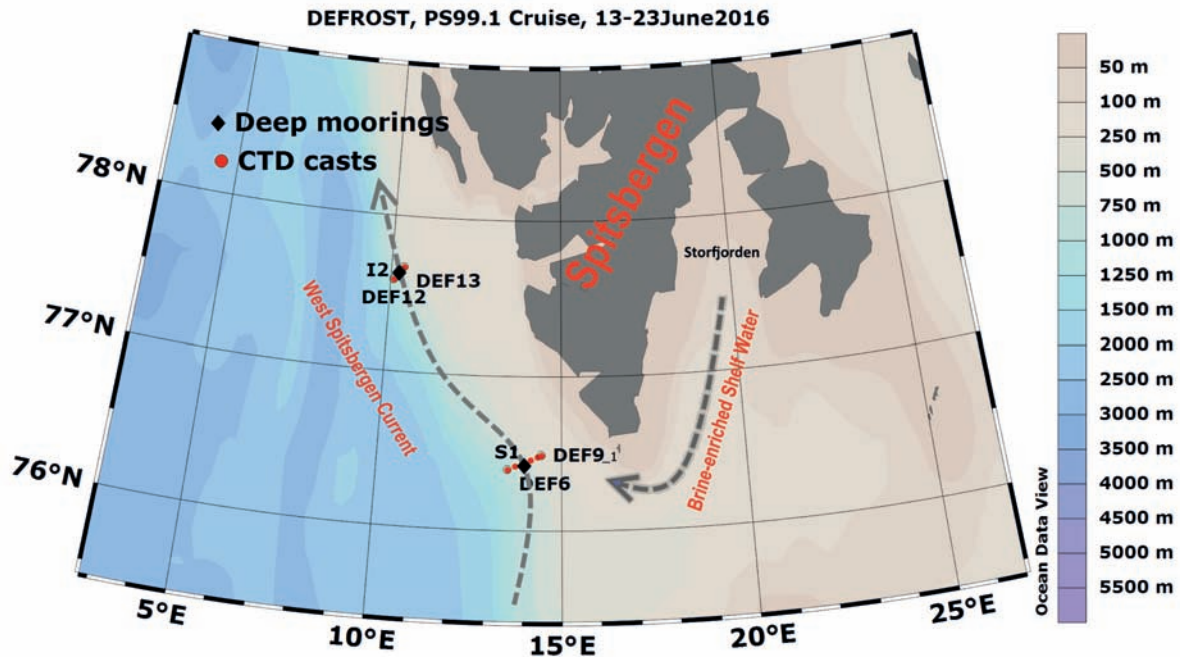 DEFROST, PS99.1 Cruise, 13-23June2016
Deep moorings
CTD casts
78°N
77°N
76°N
5°E
10°E
15°E
20°E
25°E
Spitsbergen
Storfjorden
I2
DEF13
DEF12
West Spitsbergen Current
Brine-enriched Shelf Water
S1
DEF9_1
DEF6
50 m
100 m
250 m
500 m
750 m
1000 m
1250 m
1500 m
2000 m
2500 m
3000 m
3500 m
4000 m
4500 m
5000 m
5500 m
Ocean Data View